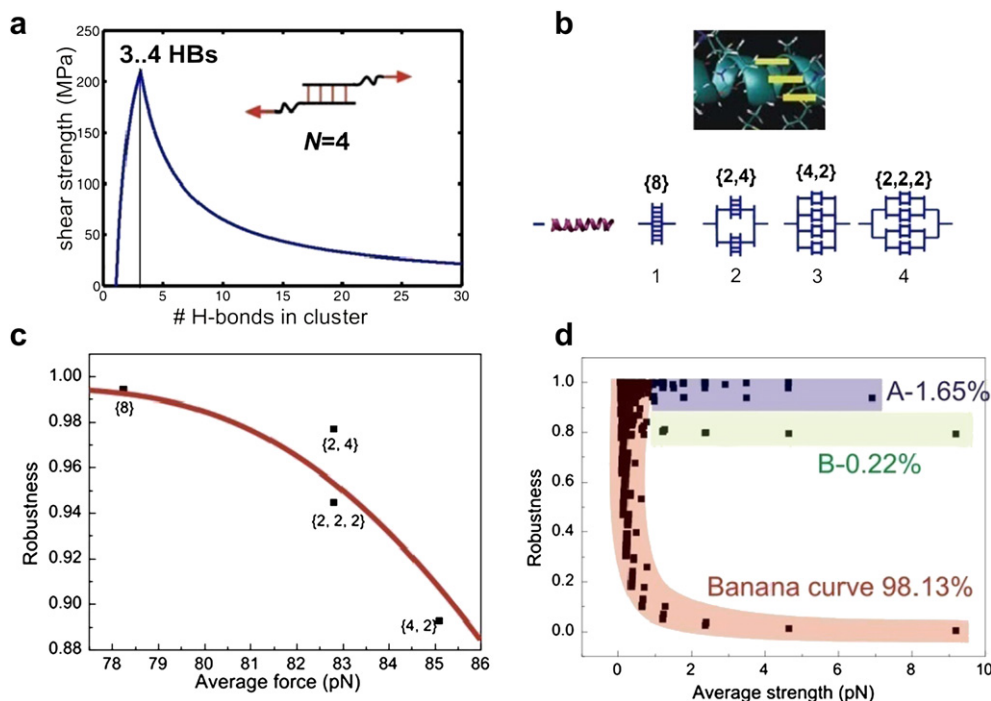 a
3..4 HBs
shear strength (MPa)
250
200
150
100
50
0
N=4
0 5 10 15 20 25 30
# H-bonds in cluster
b
{8} {2,4} {4,2} {2,2,2}
1 2 3 4
c
Robustness
1.00
0.98
0.96
0.94
0.92
0.90
0.88
{8}
{2, 4}
{2, 2, 2}
{4, 2}
78 79 80 81 82 83 84 85 86
Average force (pN)
d
Robustness
1.0
0.8
0.6
0.4
0.2
0.0
A-1.65%
B-0.22%
Banana curve 98.13%
0 2 4 6 8 10
Average strength (pN)